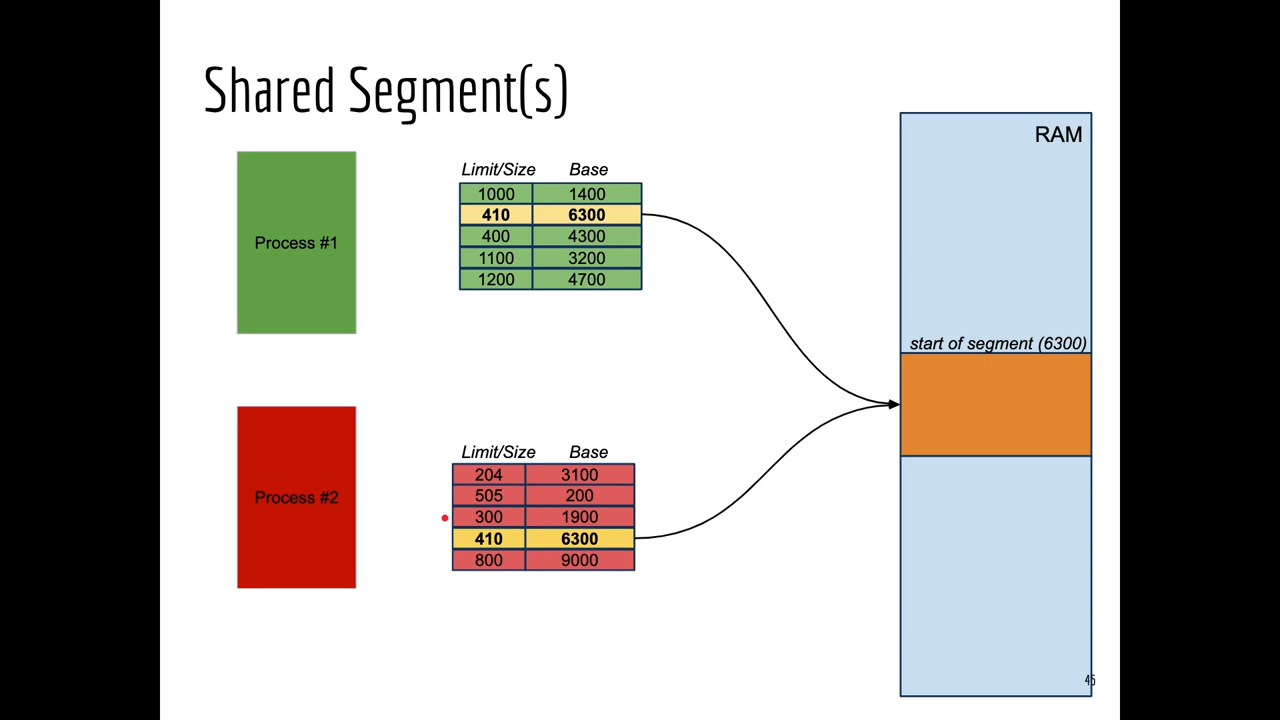 Shared Segment(s)
RAM
Process #1
Limit/Size Base
1000 1400
410 6300
400 4300
1100 3200
1200 4700
start of segment (6300)
Process #2
Limit/Size Base
204 3100
505 200
300 1900
410 6300
800 9000
45